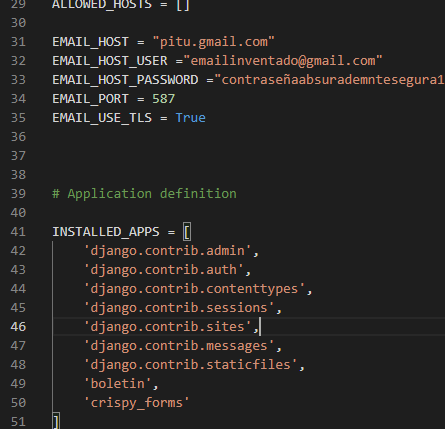 29 ALLOWED_HOSTS = []
30
31 EMAIL_HOST = "pitu.gmail.com"
32 EMAIL_HOST_USER ="emailinventado@gmail.com"
33 EMAIL_HOST_PASSWORD ="contraseñaabsurademntesegura1
34 EMAIL_PORT = 587
35 EMAIL_USE_TLS = True
36
37
38
39 # Application definition
40
41 INSTALLED_APPS = [
42     'django.contrib.admin',
43     'django.contrib.auth',
44     'django.contrib.contenttypes',
45     'django.contrib.sessions',
46     'django.contrib.sites',
47     'django.contrib.messages',
48     'django.contrib.staticfiles',
49     'boletin',
50     'crispy_forms'
51 ]